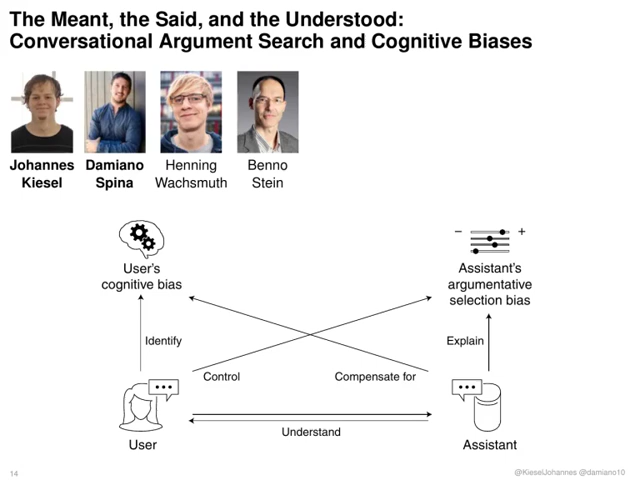 The Meant, the Said, and the Understood:
Conversational Argument Search and Cognitive Biases
Johannes
Kiesel
Damiano
Spina
Henning
Wachsmuth
Benno
Stein
− +
User's
cognitive bias
Assistant's
argumentative
selection bias
Identify
Explain
Control
Compensate for
Understand
User
Assistant
14
@KieselJohannes @damiano10